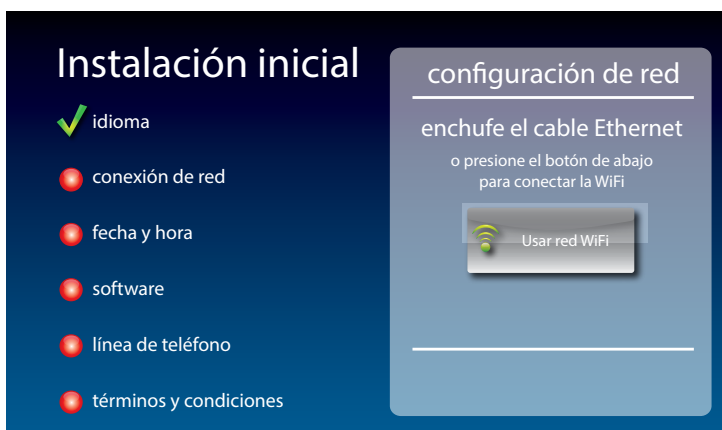 Instalación inicial
idioma
conexión de red
fecha y hora
software
línea de teléfono
términos y condiciones
configuración de red
enchufe el cable Ethernet
o presione el botón de abajo
para conectar la WiFi
Usar red WiFi